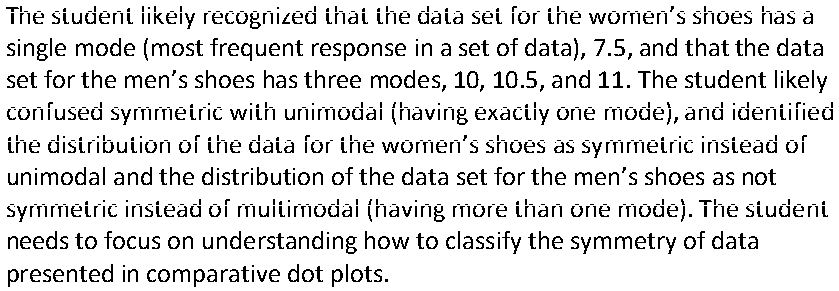 The student likely recognized that the data set for the women’s shoes has a
single mode (most frequent response in a set of data), 7.5, and that the data
set for the men’s shoes has three modes, 10, 10.5, and 11. The student likely
confused symmetric with unimodal (having exactly one mode), and identified
the distribution of the data for the women’s shoes as symmetric instead of
unimodal and the distribution of the data set for the men’s shoes as not
symmetric instead of multimodal (having more than one mode). The student
needs to focus on understanding how to classify the symmetry of data
presented in comparative dot plots.